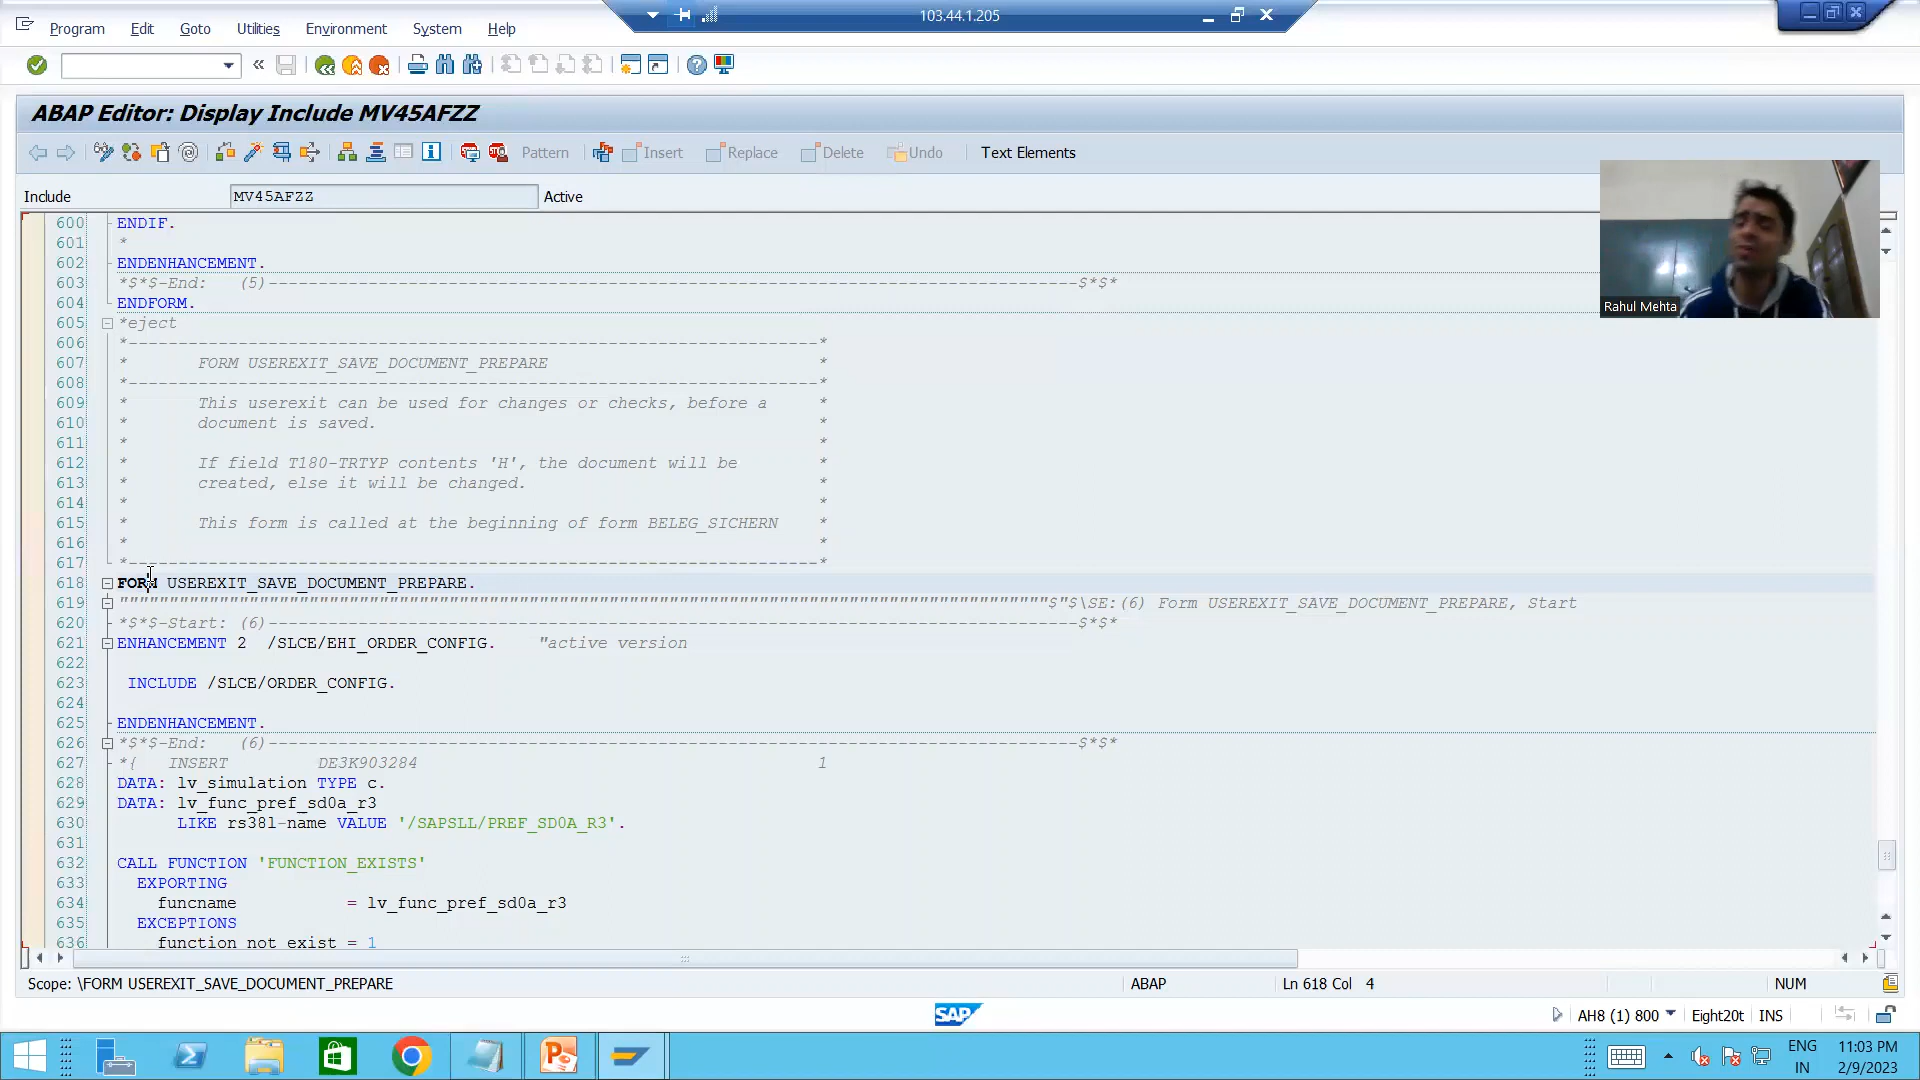 103.44.1.205
Program Edit Goto Utilities Environment System Help
ABAP Editor: Display Include MV45AFZZ
Pattern Insert Replace Delete Undo Text Elements
Include MV45AFZZ Active
Rahul Mehta
600 ENDIF.
601 *
602 ENDENHANCEMENT.
603 *$*$-End: (5)---------------------------------------------------------------------------------$*$*
604 ENDFORM.
605 *eject
606 *---------------------------------------------------------------------*
607 * FORM USEREXIT_SAVE_DOCUMENT_PREPARE *
608 *---------------------------------------------------------------------*
609 * This userexit can be used for changes or checks, before a *
610 * document is saved. *
611 * *
612 * If field T180-TRTYP contents 'H', the document will be *
613 * created, else it will be changed. *
614 * *
615 * This form is called at the beginning of form BELEG_SICHERN *
616 * *
617 *---------------------------------------------------------------------*
618 FORM USEREXIT_SAVE_DOCUMENT_PREPARE.
619 """""""""""""""""""""""""""""""""""""""""""""""""""""""""""""""""""""""""""""""""""""""""""""$"$\SE:(6) Form USEREXIT_SAVE_DOCUMENT_PREPARE, Start
620 *$*$-Start: (6)---------------------------------------------------------------------------------$*$*
621 ENHANCEMENT 2 /SLCE/EHI_ORDER_CONFIG. "active version
622
623 INCLUDE /SLCE/ORDER_CONFIG.
624
625 ENDENHANCEMENT.
626 *$*$-End: (6)---------------------------------------------------------------------------------$*$*
627 *{ INSERT DE3K903284 1
628 DATA: lv_simulation TYPE c.
629 DATA: lv_func_pref_sd0a_r3
630 LIKE rs38l-name VALUE '/SAPSLL/PREF_SD0A_R3'.
631
632 CALL FUNCTION 'FUNCTION_EXISTS'
633 EXPORTING
634 funcname = lv_func_pref_sd0a_r3
635 EXCEPTIONS
636 function_not_exist = 1
Scope: \FORM USEREXIT_SAVE_DOCUMENT_PREPARE ABAP Ln 618 Col 4 NUM
SAP AH8 (1) 800 Eight20t INS
ENG 11:03 PM
IN 2/9/2023